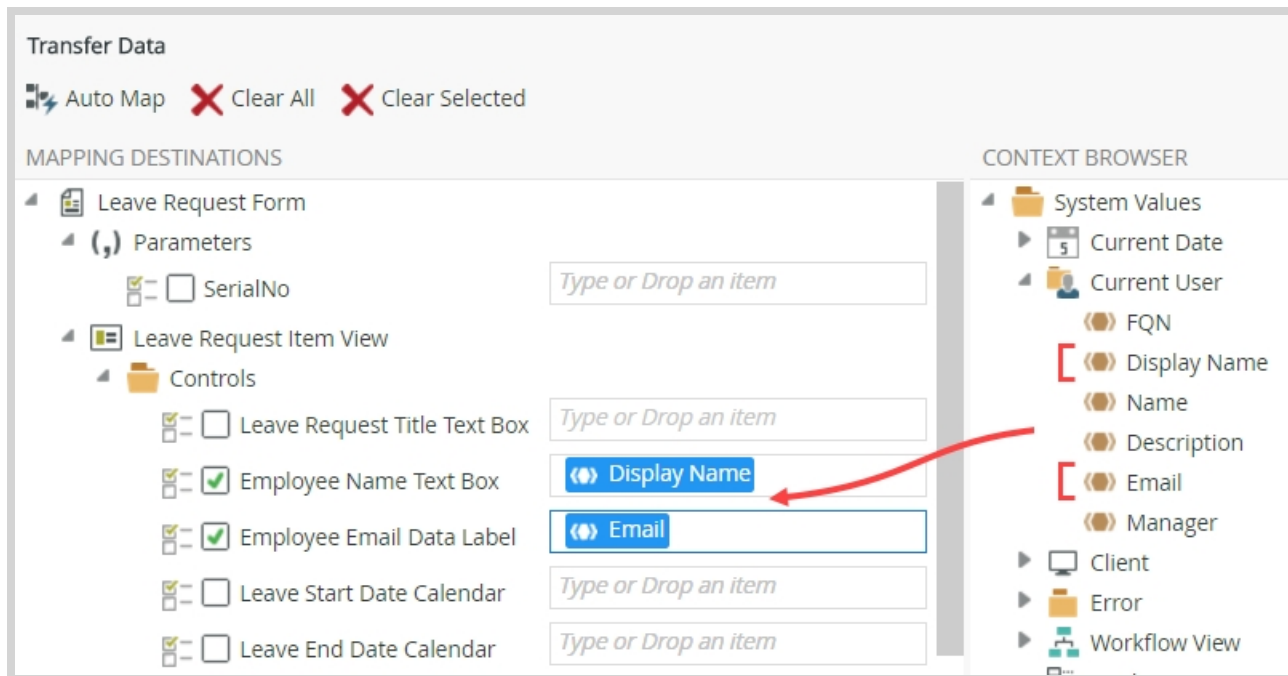 Transfer Data
Auto Map Clear All Clear Selected
MAPPING DESTINATIONS
Leave Request Form
(,) Parameters
SerialNo Type or Drop an item
Leave Request Item View
Controls
Leave Request Title Text Box Type or Drop an item
Employee Name Text Box Display Name
Employee Email Data Label Email
Leave Start Date Calendar Type or Drop an item
Leave End Date Calendar Type or Drop an item
CONTEXT BROWSER
System Values
5 Current Date
Current User
FQN
Display Name
Name
Description
Email
Manager
Client
Error
Workflow View